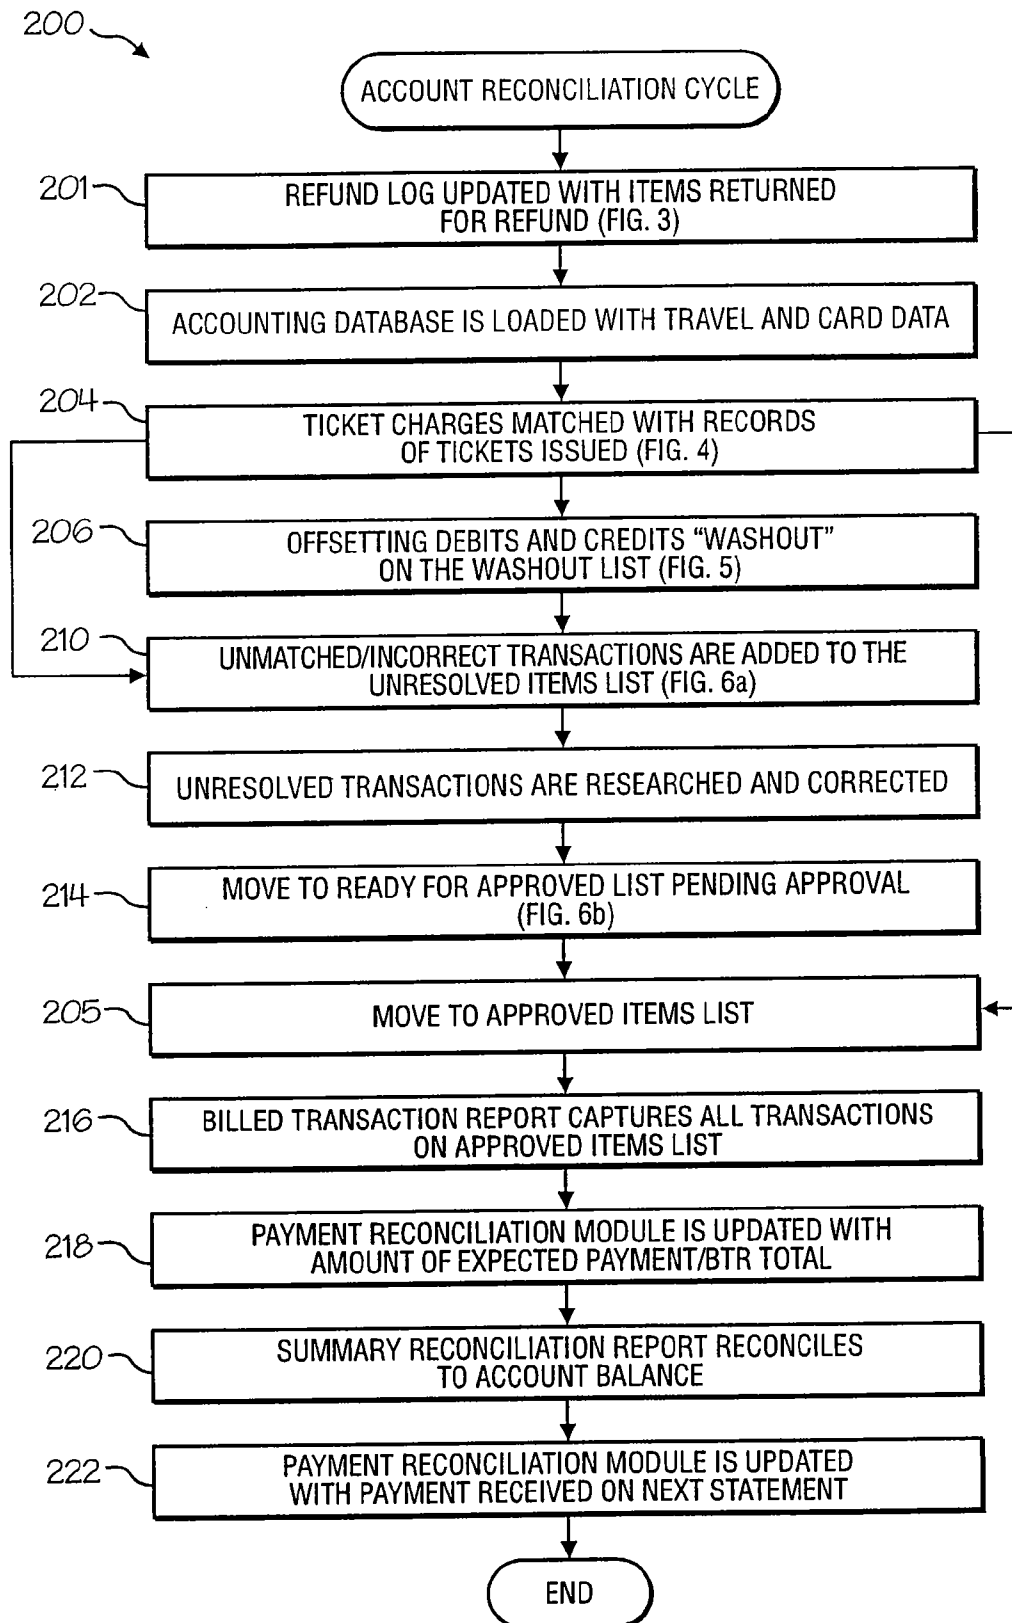 200
ACCOUNT RECONCILIATION CYCLE
201
REFUND LOG UPDATED WITH ITEMS RETURNED
FOR REFUND (FIG. 3)
202
ACCOUNTING DATABASE IS LOADED WITH TRAVEL AND CARD DATA
204
TICKET CHARGES MATCHED WITH RECORDS
OF TICKETS ISSUED (FIG. 4)
206
OFFSETTING DEBITS AND CREDITS “WASHOUT”
ON THE WASHOUT LIST (FIG. 5)
210
UNMATCHED/INCORRECT TRANSACTIONS ARE ADDED TO THE
UNRESOLVED ITEMS LIST (FIG. 6a)
212
UNRESOLVED TRANSACTIONS ARE RESEARCHED AND CORRECTED
214
MOVE TO READY FOR APPROVED LIST PENDING APPROVAL
(FIG. 6b)
205
MOVE TO APPROVED ITEMS LIST
216
BILLED TRANSACTION REPORT CAPTURES ALL TRANSACTIONS
ON APPROVED ITEMS LIST
218
PAYMENT RECONCILIATION MODULE IS UPDATED WITH
AMOUNT OF EXPECTED PAYMENT/BTR TOTAL
220
SUMMARY RECONCILIATION REPORT RECONCILES
TO ACCOUNT BALANCE
222
PAYMENT RECONCILIATION MODULE IS UPDATED
WITH PAYMENT RECEIVED ON NEXT STATEMENT
END